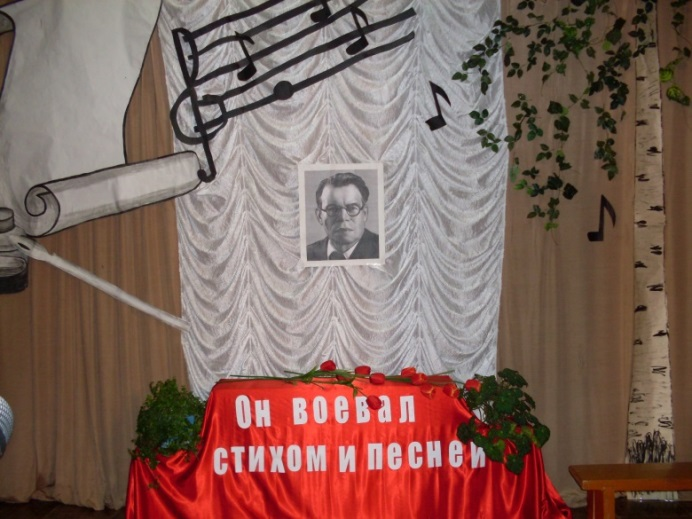 Он воевал
стихом и песней